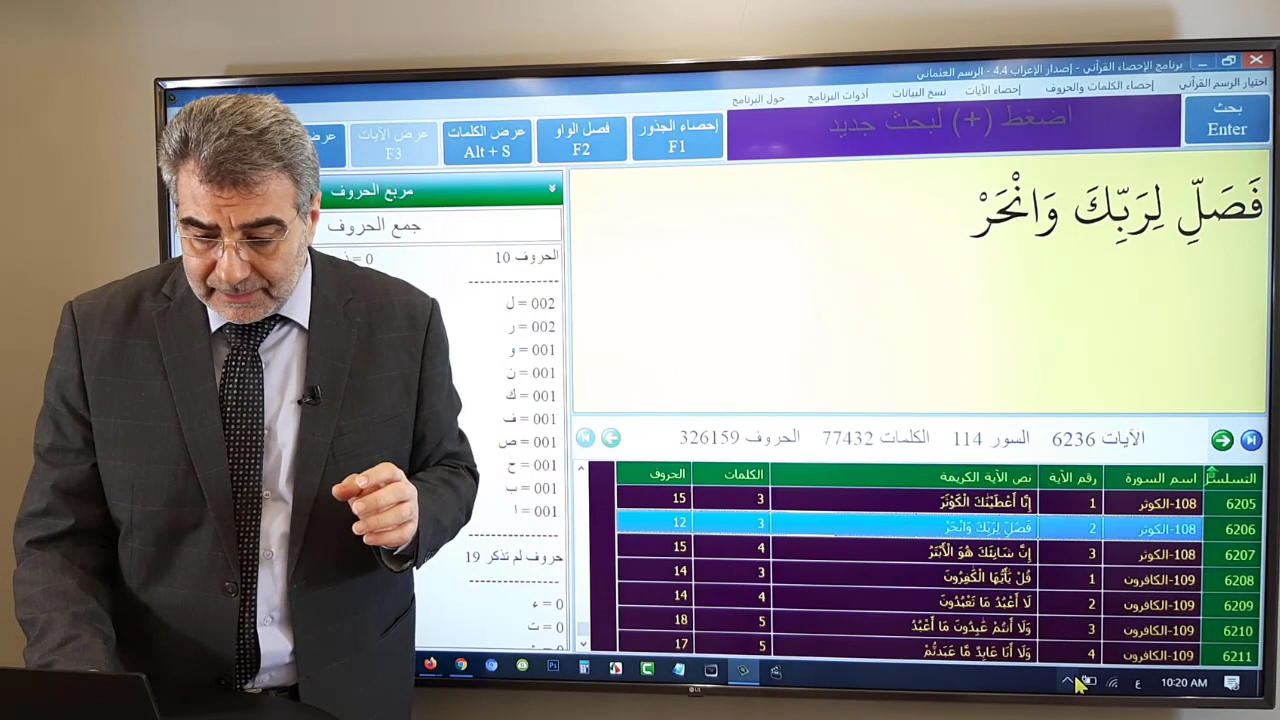 برنامج الإحصاء القرآني - إصدار الإعراب 4.4 - الرسم العثماني
اختيار الرسم القرآني إحصاء الكلمات والحروف إحصاء الآيات نسخ البيانات أدوات البرنامج حول البرنامج
بحث
Enter
اضغط (+) لبحث جديد
إحصاء الجذور
F1
فصل الواو
F2
عرض الكلمات
Alt + S
عرض الآيات
F3
عرض
مربع الحروف
جمع الحروف
فَصَلِّ لِرَبِّكَ وَانْحَرْ
الحروف 10
002 = ل
002 = ر
001 = و
001 = ن
001 = ك
001 = ف
001 = ص
001 = ح
001 = ب
001 = ا
حروف لم تذكر 19
0 = ء
0 = ت
الآيات 6236 السور 114 الكلمات 77432 الحروف 326159
التسلسل اسم السورة رقم الآية نص الآية الكريمة الكلمات الحروف
6205 108-الكوثر 1 إِنَّا أَعْطَيْنَٰكَ الْكَوْثَرَ 3 15
6206 108-الكوثر 2 فَصَلِّ لِرَبِّكَ وَانْحَرْ 3 12
6207 108-الكوثر 3 إِنَّ شَانِئَكَ هُوَ الْأَبْتَرُ 4 15
6208 109-الكافرون 1 قُلْ يَٰٓأَيُّهَا الْكَٰفِرُونَ 3 14
6209 109-الكافرون 2 لَا أَعْبُدُ مَا تَعْبُدُونَ 4 14
6210 109-الكافرون 3 وَلَا أَنتُمْ عَٰبِدُونَ مَا أَعْبُدُ 5 18
6211 109-الكافرون 4 وَلَا أَنَا عَابِدٌ مَّا عَبَدتُّمْ 5 17
ع 10:20 AM
LG